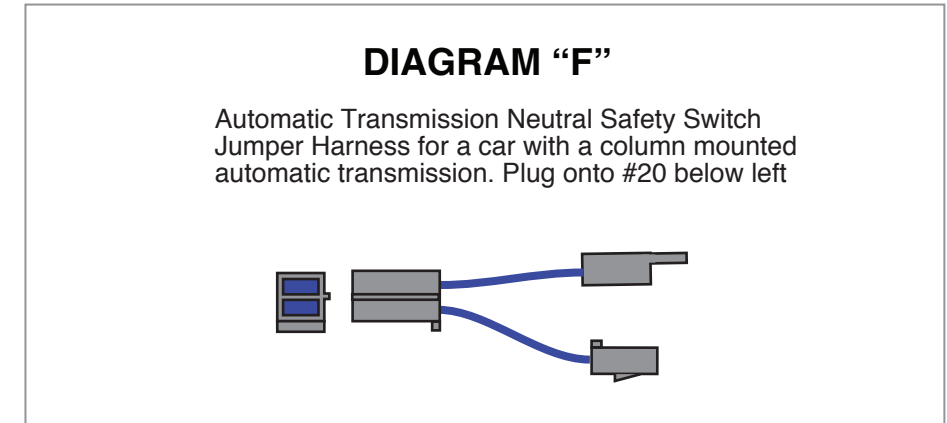 DIAGRAM “F”
Automatic Transmission Neutral Safety Switch
Jumper Harness for a car with a column mounted
automatic transmission. Plug onto #20 below left